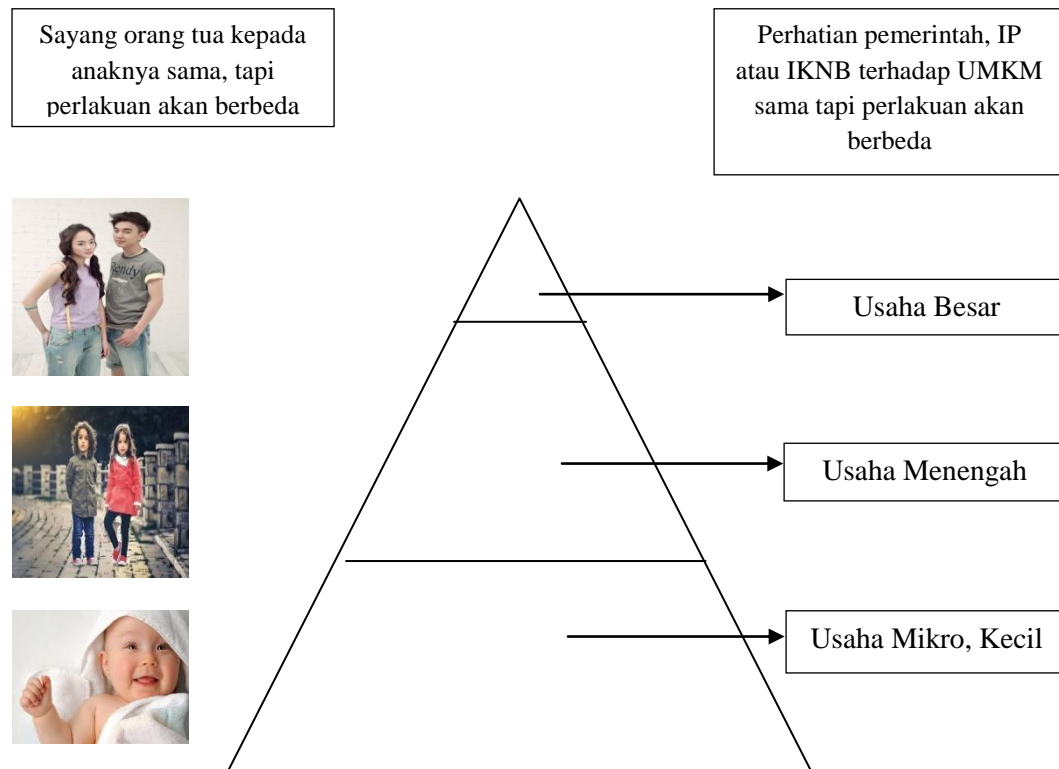 Sayang orang tua kepada
anaknya sama, tapi
perlakuan akan berbeda
Perhatian pemerintah, IP
atau IKNB terhadap UMKM
sama tapi perlakuan akan
berbeda
Rendy
Usaha Besar
Usaha Menengah
Usaha Mikro, Kecil